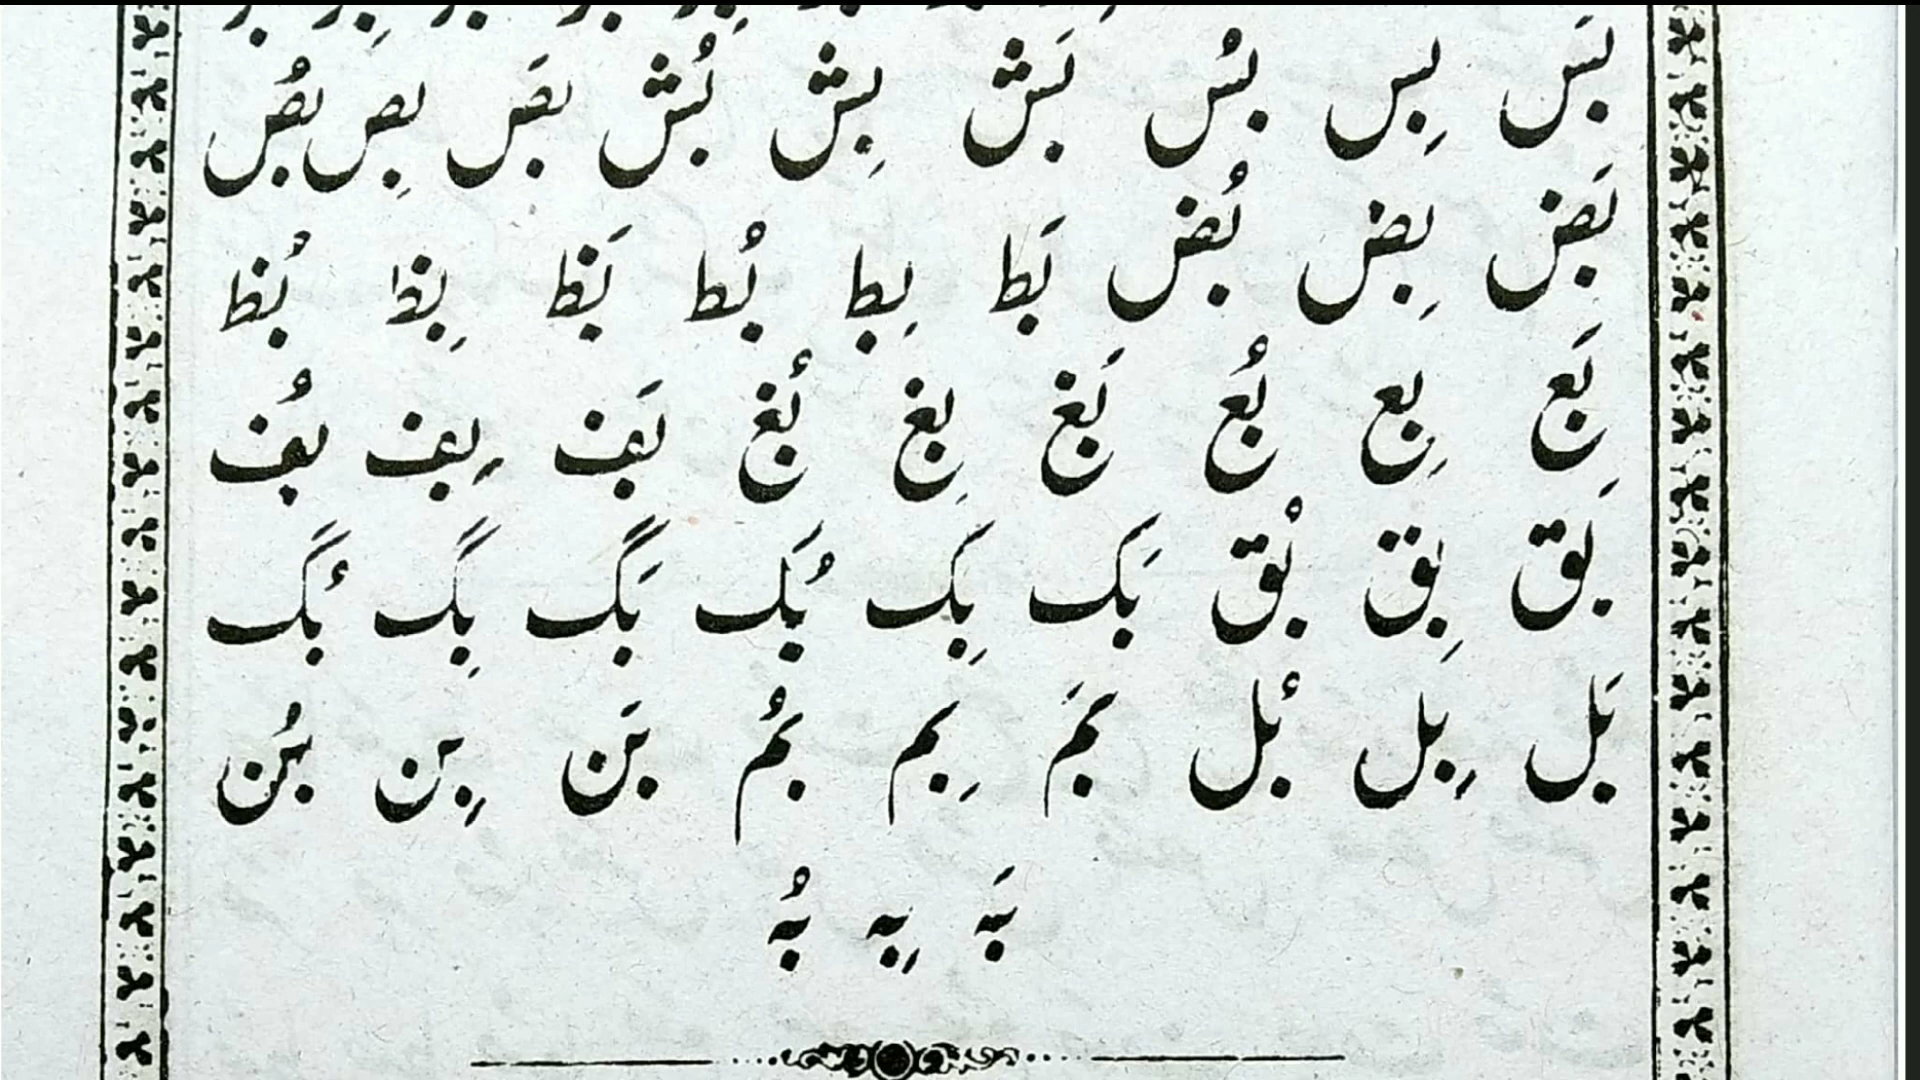 بَس بِس بُس بَش بِش بُش بَص بِص بُص
بَض بِض بُض بَط بِط بُط بَظ بِظ بُظ
بَع بِع بُع بَغ بِغ بُغ بَف بِف بُف
بَق بِق بُق بَک بِک بُک بَگ بِگ بُگ
بَل بِل بُل بَم بِم بُم بَن بِن بُن
بَہ بِہ بُہ